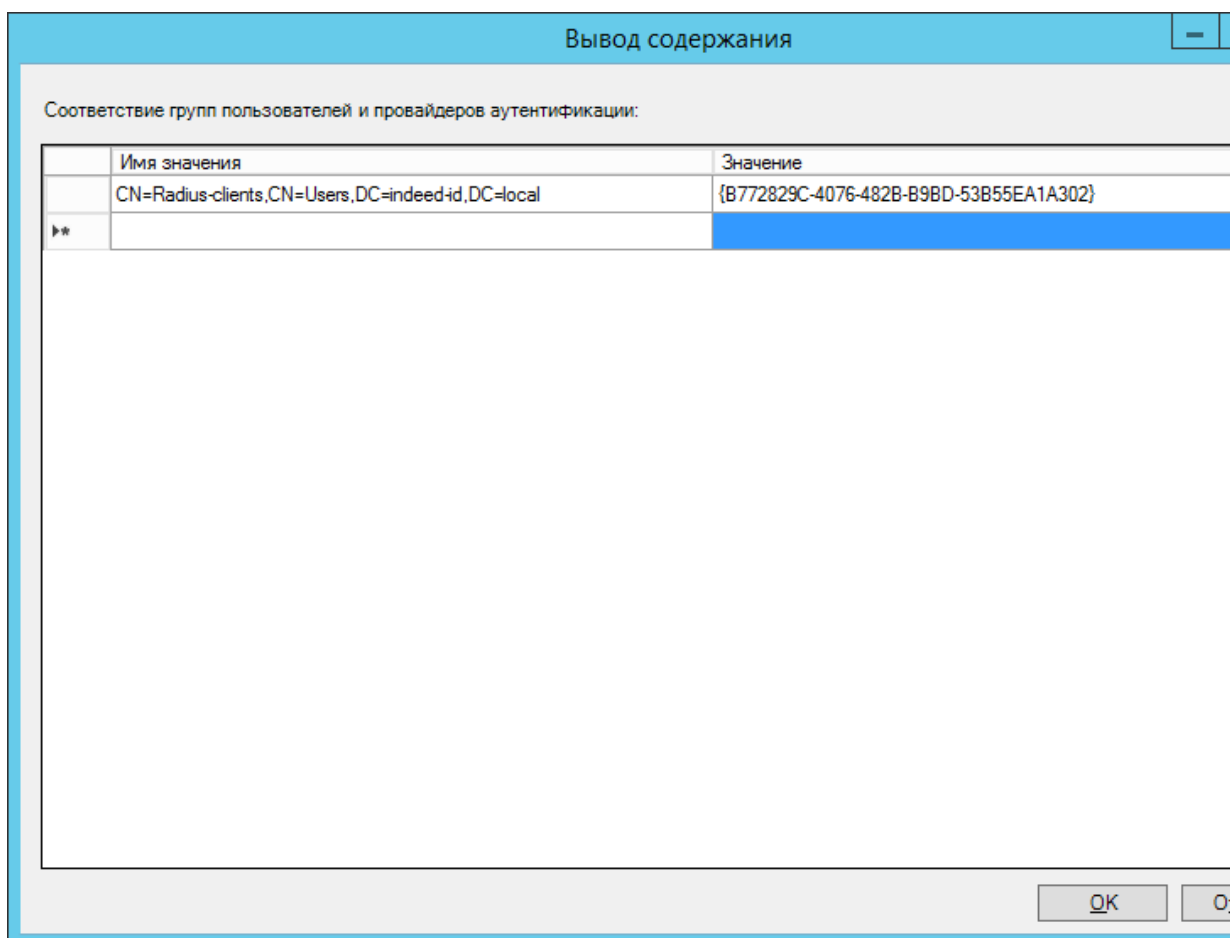 Вывод содержания
Соответствие групп пользователей и провайдеров аутентификации:
Имя значения Значение
CN=Radius-clients,CN=Users,DC=indeed-id,DC=local {B772829C-4076-482B-B9BD-53B55EA1A302}
OK